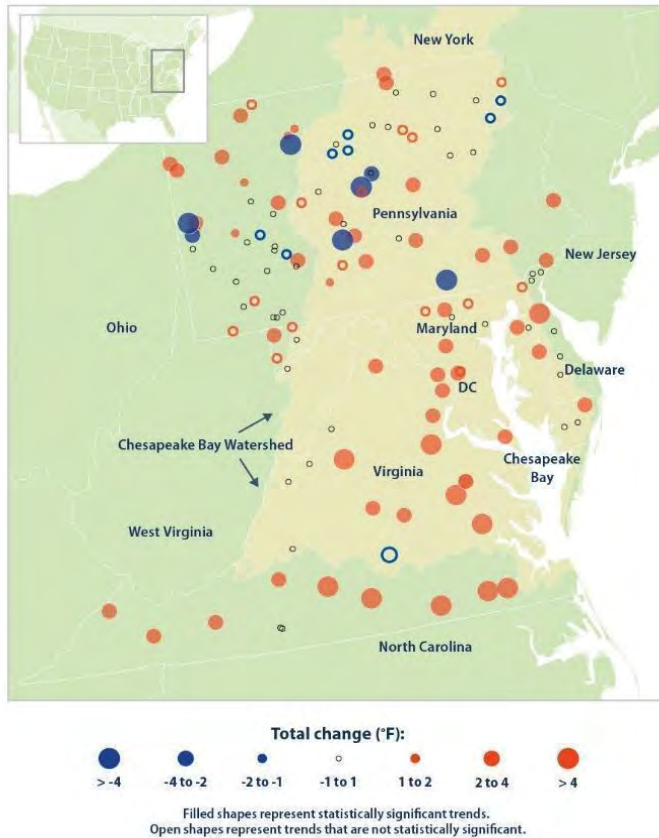 New York
Pennsylvania
New Jersey
Ohio
Maryland
Delaware
DC
Chesapeake Bay Watershed
Virginia
Chesapeake
Bay
West Virginia
North Carolina
Total change (°F):
> -4
-4 to -2
-2 to -1
-1 to 1
1 to 2
2 to 4
> 4
Filled shapes represent statistically significant trends.
Open shapes represent trends that are not statistically significant.